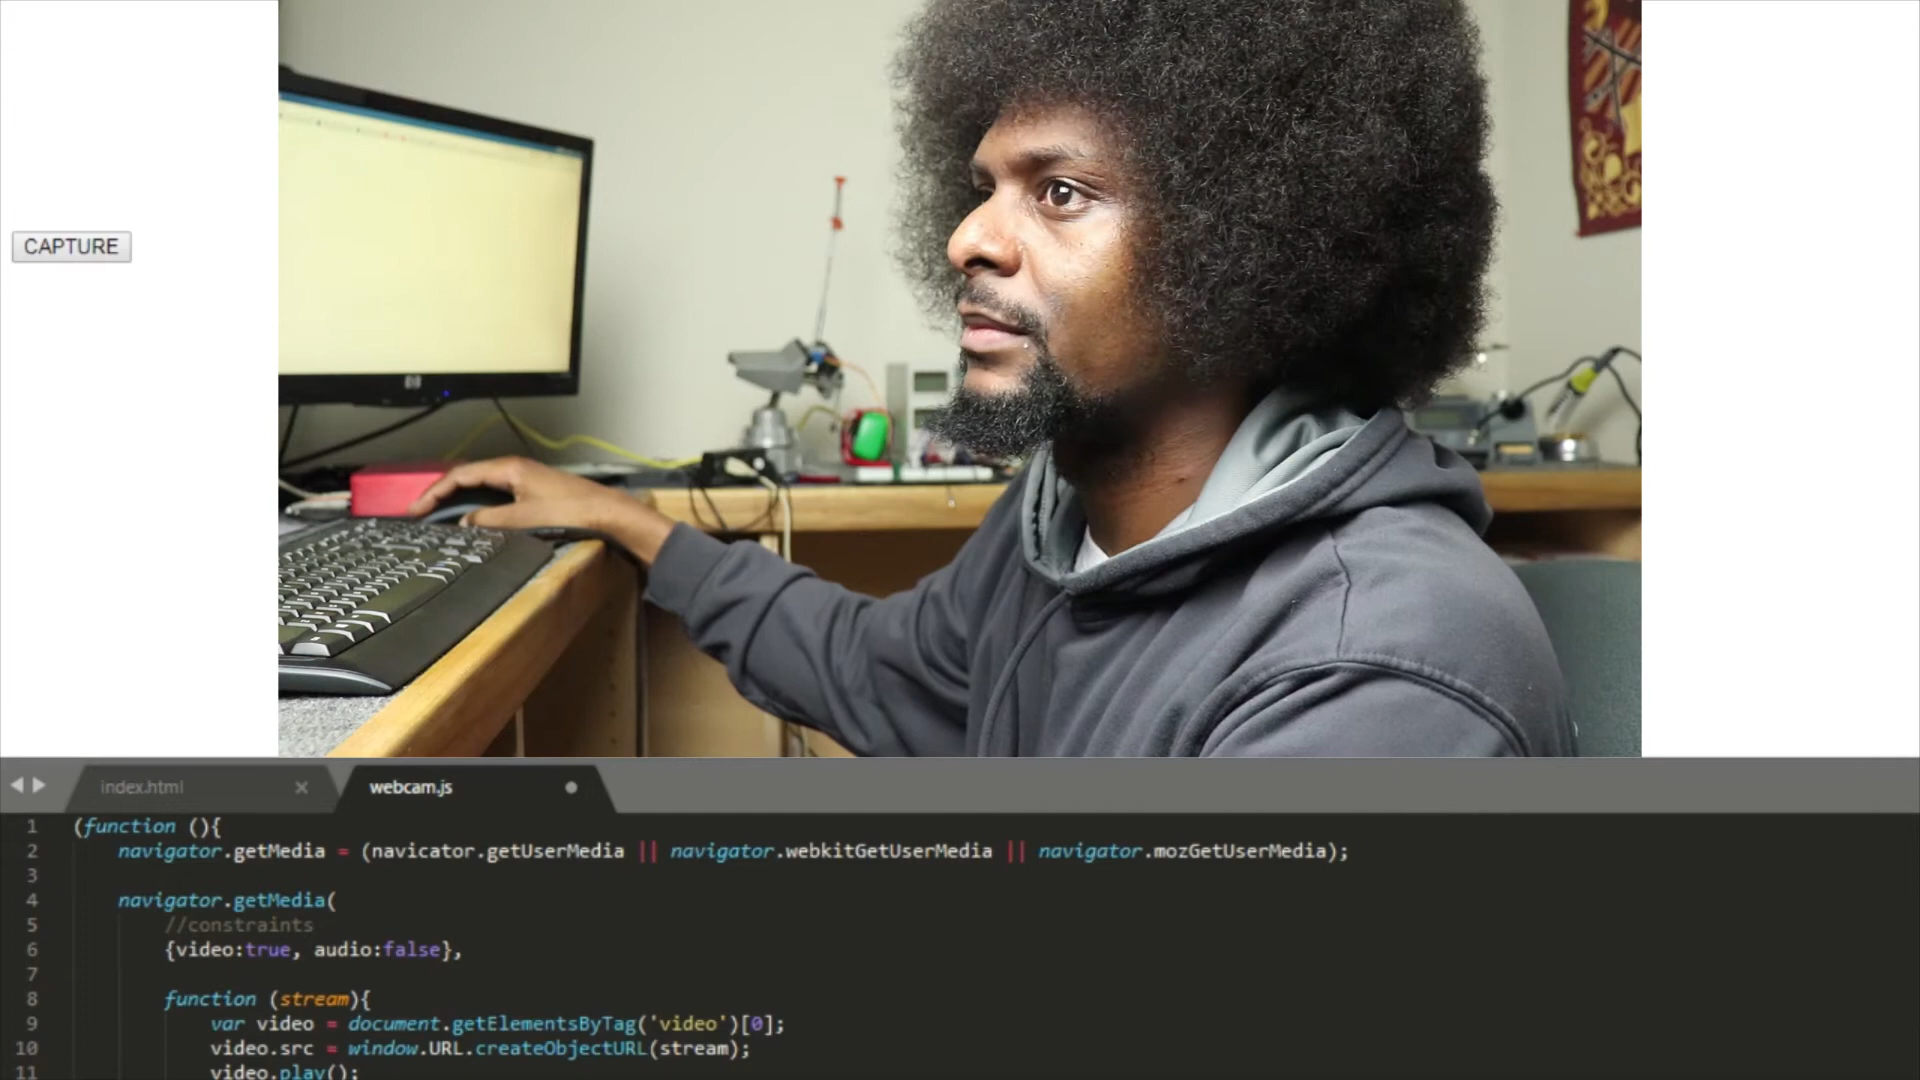 CAPTURE
index.html
webcam.js
1 (function (){
2 navigator.getMedia = (navicator.getUserMedia || navigator.webkitGetUserMedia || navigator.mozGetUserMedia);
3
4 navigator.getMedia(
5 //constraints
6 {video:true, audio:false},
7
8 function (stream){
9 var video = document.getElementsByTag('video')[0];
10 video.src = window.URL.createObjectURL(stream);
11 video.play();